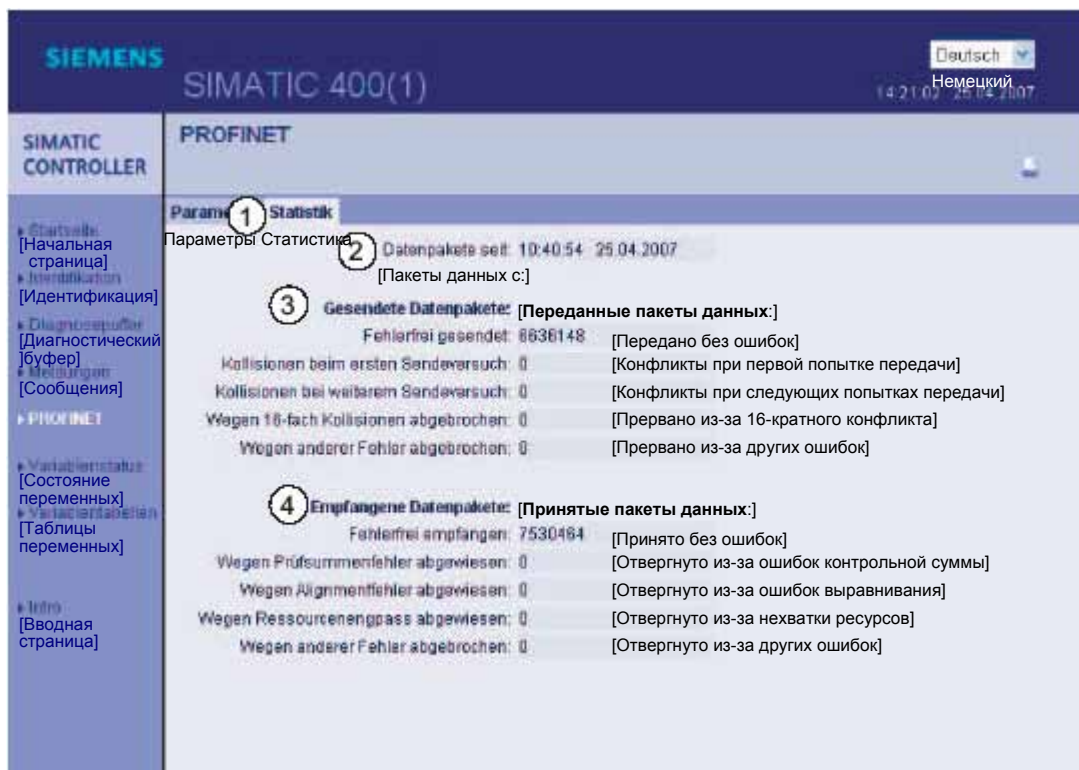 SIEMENS
SIMATIC 400(1)
Deutsch
Немецкий
14:21:02 25.04.2007
SIMATIC
CONTROLLER
PROFINET
1 Statistik
Параметры Статистика
Startseite
[Начальная
страница]
Identifikation
[Идентификация]
Diagnosepuffer
[Диагностический
]буфер]
Meldungen
[Сообщения]
PROFINET
Variablenstatus
[Состояние
переменных]
Variablentabellen
[Таблицы
переменных]
Intro
[Вводная
страница]
2 Datenpakete seit: 10:40:54 25.04.2007
[Пакеты данных с:]
3 Gesendete Datenpakete: [Переданные пакеты данных:]
Fehlerfrei gesendet: 6636148 [Передано без ошибок]
Kollisionen beim ersten Sendeversuch: 0 [Конфликты при первой попытке передачи]
Kollisionen bei weiterem Sendeversuch: 0 [Конфликты при следующих попытках передачи]
Wegen 16-fach Kollisionen abgebrochen: 0 [Прервано из-за 16-кратного конфликта]
Wegen anderer Fehler abgebrochen: 0 [Прервано из-за других ошибок]
4 Empfangene Datenpakete: [Принятые пакеты данных:]
Fehlerfrei empfangen: 7530464 [Принято без ошибок]
Wegen Prüfsummenfehler abgewiesen: 0 [Отвергнуто из-за ошибок контрольной суммы]
Wegen Alignmentfehler abgewiesen: 0 [Отвергнуто из-за ошибок выравнивания]
Wegen Ressourcenengpass abgewiesen: 0 [Отвергнуто из-за нехватки ресурсов]
Wegen anderer Fehler abgebrochen: 0 [Отвергнуто из-за других ошибок]